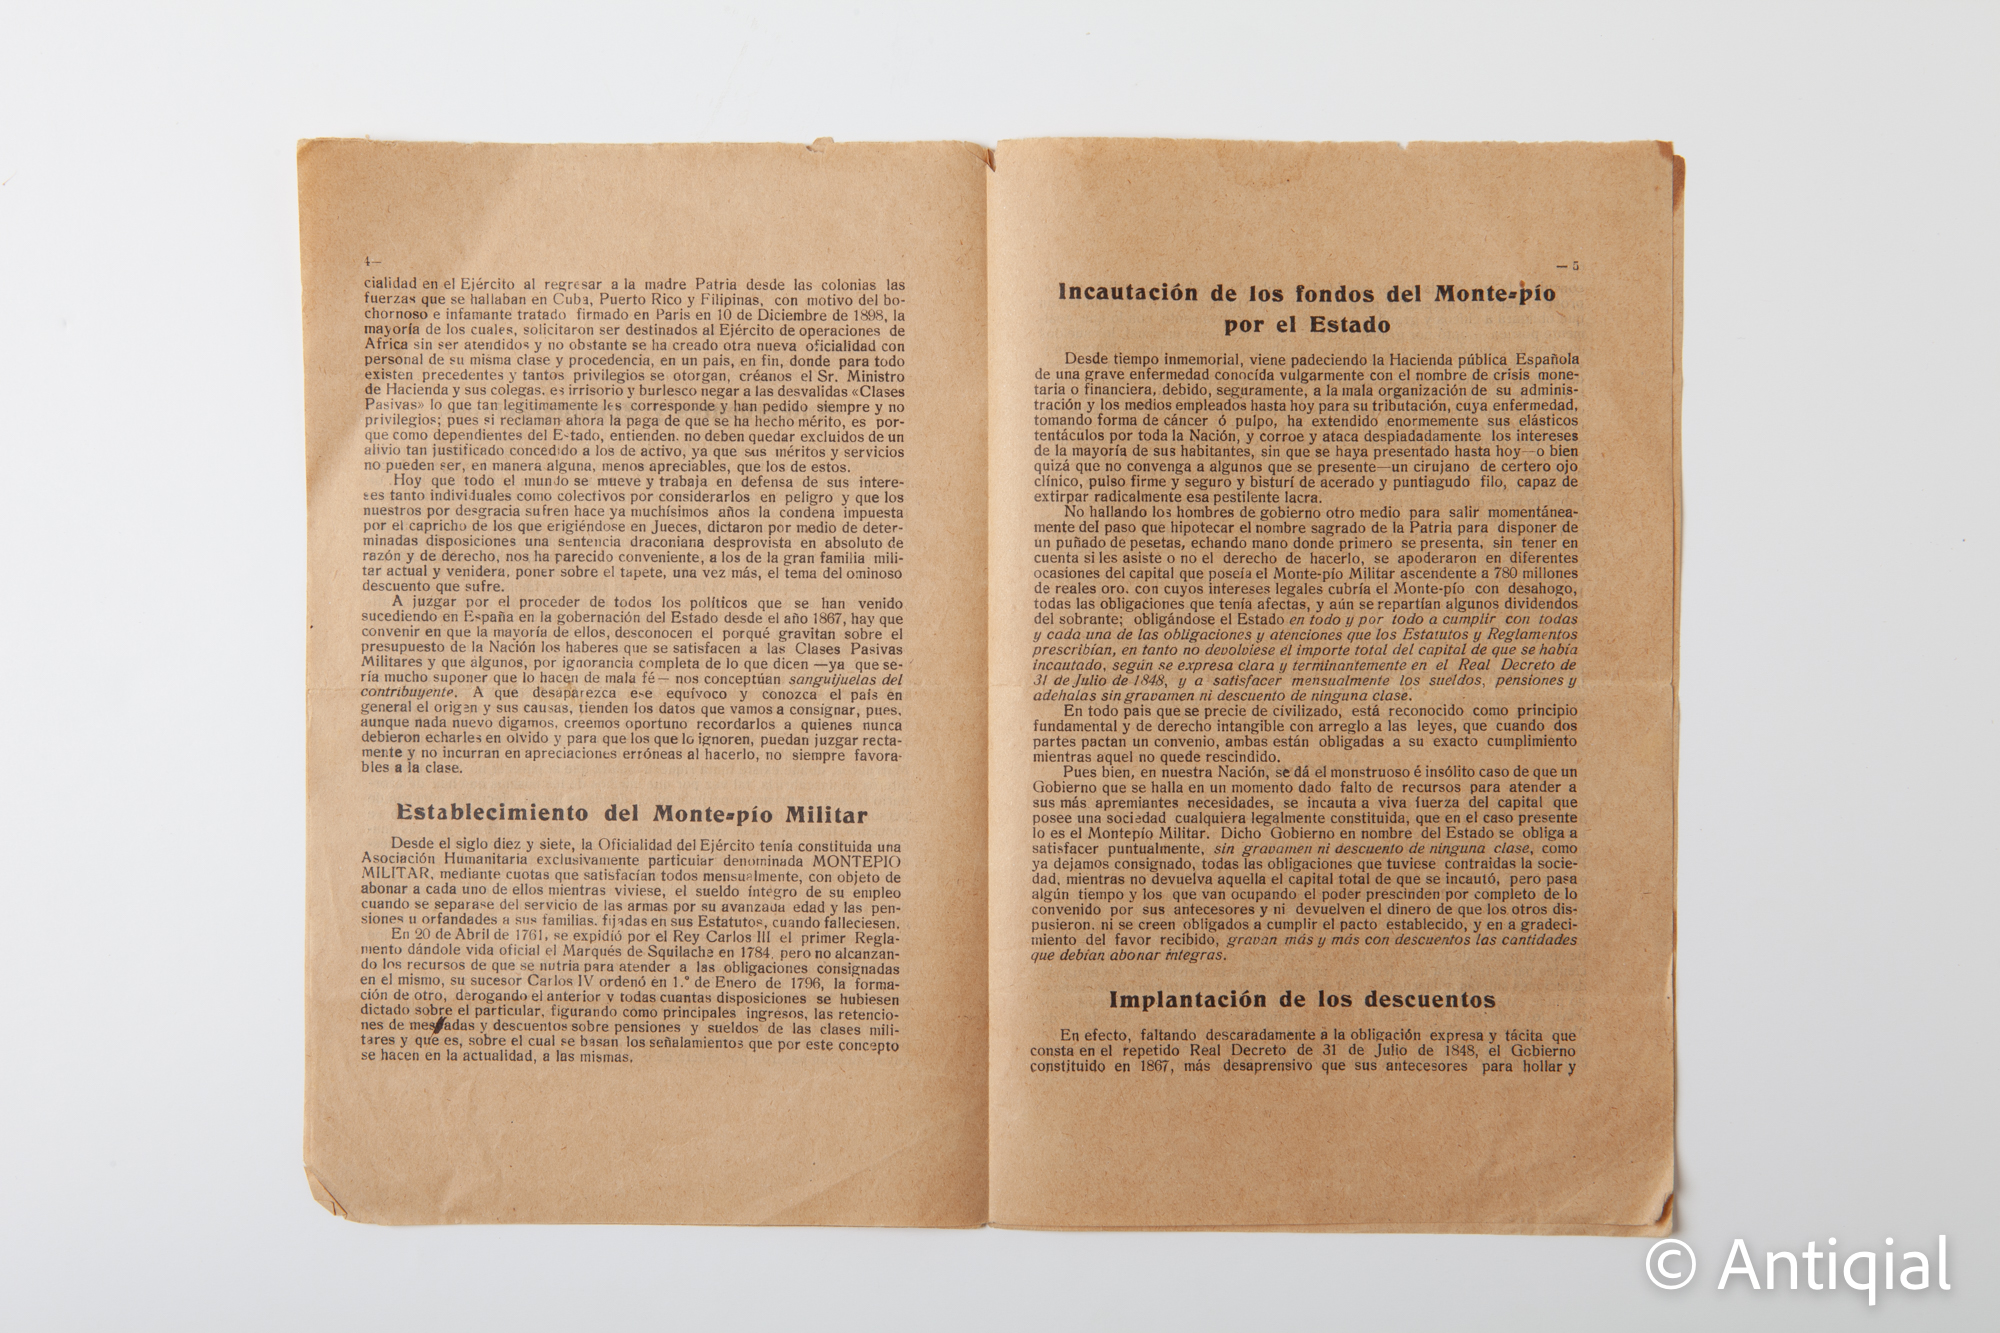 4—
cialidad en el Ejército al regresar a la madre Patria desde las colonias las
fuerzas que se hallaban en Cuba, Puerto Rico y Filipinas, con motivo del bo-
chornoso e infamante tratado firmado en Paris en 10 de Diciembre de 1898, la
mayoría de los cuales, solicitaron ser destinados al Ejército de operaciones de
Africa sin ser atendidos y no obstante se ha creado otra nueva oficialidad con
personal de su misma clase y procedencia, en un pais, en fin, donde para todo
existen precedentes y tantos privilegios se otorgan, créanos el Sr. Ministro
de Hacienda y sus colegas. es irrisorio y burlesco negar a las desvalidas «Clases
Pasivas» lo que tan legitimamente les corresponde y han pedido siempre y no
privilegios; pues si reclaman ahora la paga de que se ha hecho mérito, es por-
que como dependientes del Estado, entienden. no deben quedar excluidos de un
alivio tan justificado concedido a los de activo, ya que sus méritos y servicios
no pueden ser, en manera alguna, menos apreciables, que los de estos.
Hoy que todo el mundo se mueve y trabaja en defensa de sus intere-
ses tanto individuales como colectivos por considerarlos en peligro y que los
nuestros por desgracia sufren hace ya muchísimos años la condena impuesta
por el capricho de los que erigiéndose en Jueces, dictaron por medio de deter-
minadas disposiciones una sentencia draconiana desprovista en absoluto de
razón y de derecho, nos ha parecido conveniente, a los de la gran familia mili-
tar actual y venidera, poner sobre el tapete, una vez más, el tema del ominoso
descuento que sufre.
A juzgar por el proceder de todos los políticos que se han venido
sucediendo en España en la gobernación del Estado desde el año 1867, hay que
convenir en que la mayoría de ellos, desconocen el porqué gravitan sobre el
presupuesto de la Nación los haberes que se satisfacen a las Clases Pasivas
Militares y que algunos, por ignorancia completa de lo que dicen —ya que se-
ría mucho suponer que lo hacen de mala fé— nos conceptúan sanguijuelas del
contribuyente. A que desaparezca ese equívoco y conozca el país en
general el origen y sus causas, tienden los datos que vamos a consignar, pues.
aunque nada nuevo digamos, creemos oportuno recordarlos a quienes nunca
debieron echarles en olvido y para que los que lo ignoren, puedan juzgar recta-
mente y no incurran en apreciaciones erróneas al hacerlo, no siempre favora-
bles a la clase.
Establecimiento del Monte-pío Militar
Desde el siglo diez y siete, la Oficialidad del Ejército tenía constituida una
Asociación Humanitaria exclusivamente particular denominada MONTEPIO
MILITAR, mediante cuotas que satisfacían todos mensualmente, con objeto de
abonar a cada uno de ellos mientras viviese, el sueldo íntegro de su empleo
cuando se separase del servicio de las armas por su avanzada edad y las pen-
siones u orfandades a sus familias. fijadas en sus Estatutos, cuando falleciesen.
En 20 de Abril de 1761, se expidió por el Rey Carlos III el primer Regla-
mento dándole vida oficial el Marqués de Squilache en 1784, pero no alcanzan-
do los recursos de que se nutria para atender a las obligaciones consignadas
en el mismo, su sucesor Carlos IV ordenó en 1.º de Enero de 1796, la forma-
ción de otro, derogando el anterior y todas cuantas disposiciones se hubiesen
dictado sobre el particular, figurando como principales ingresos, las retencio-
nes de mesadas y descuentos sobre pensiones y sueldos de las clases mili-
tares y que es, sobre el cual se basan los señalamientos que por este concepto
se hacen en la actualidad, a las mismas.
— 5
Incautación de los fondos del Monte-pío
por el Estado
Desde tiempo inmemorial, viene padeciendo la Hacienda pública Española
de una grave enfermedad conocída vulgarmente con el nombre de crisis mone-
taria o financiera, debido, seguramente, a la mala organización de su adminis-
tración y los medios empleados hasta hoy para su tributación, cuya enfermedad,
tomando forma de cáncer ó pulpo, ha extendido enormemente sus elásticos
tentáculos por toda la Nación, y corroe y ataca despiadadamente los intereses
de la mayoría de sus habitantes, sin que se haya presentado hasta hoy—o bien
quizá que no convenga a algunos que se presente—un cirujano de certero ojo
clínico, pulso firme y seguro y bisturí de acerado y puntiagudo filo, capaz de
extirpar radicalmente esa pestilente lacra.
No hallando los hombres de gobierno otro medio para salir momentánea-
mente del paso que hipotecar el nombre sagrado de la Patria para disponer de
un puñado de pesetas, echando mano donde primero se presenta, sin tener en
cuenta si les asiste o no el derecho de hacerlo, se apoderaron en diferentes
ocasiones del capital que poseía el Monte-pío Militar ascendente a 780 millones
de reales oro. con cuyos intereses legales cubría el Monte-pío con desahogo,
todas las obligaciones que tenía afectas, y aún se repartían algunos dividendos
del sobrante; obligándose el Estado en todo y por todo a cumplir con todas
y cada una de las obligaciones y atenciones que los Estatutos y Reglamentos
prescribían, en tanto no devolviese el importe total del capital de que se había
incautado, según se expresa clara y terminantemente en el Real Decreto de
31 de Julio de 1848, y a satisfacer mensualmente los sueldos, pensiones y
adehalas sin gravamen ni descuento de ninguna clase.
En todo pais que se precie de civilizado, está reconocido como principio
fundamental y de derecho intangible con arreglo a las leyes, que cuando dos
partes pactan un convenio, ambas están obligadas a su exacto cumplimiento
mientras aquel no quede rescindido.
Pues bien, en nuestra Nación, se dá el monstruoso é insólito caso de que un
Gobierno que se halla en un momento dado falto de recursos para atender a
sus más apremiantes necesidades, se incauta a viva fuerza del capital que
posee una sociedad cualquiera legalmente constituida, que en el caso presente
lo es el Montepío Militar. Dicho Gobierno en nombre del Estado se obliga a
satisfacer puntualmente, sin gravamen ni descuento de ninguna clase, como
ya dejamos consignado, todas las obligaciones que tuviese contraidas la socie-
dad, mientras no devuelva aquella el capital total de que se incautó, pero pasa
algún tiempo y los que van ocupando el poder prescinden por completo de lo
convenido por sus antecesores y ni devuelven el dinero de que los otros dis-
pusieron. ni se creen obligados a cumplir el pacto establecido, y en a gradeci-
miento del favor recibido, gravan más y más con descuentos las cantidades
que debían abonar integras.
Implantación de los descuentos
En efecto, faltando descaradamente a la obligación expresa y tácita que
consta en el repetido Real Decreto de 31 de Julio de 1848, el Gobierno
constituido en 1867, más desaprensivo que sus antecesores para hollar y
© Antiqial